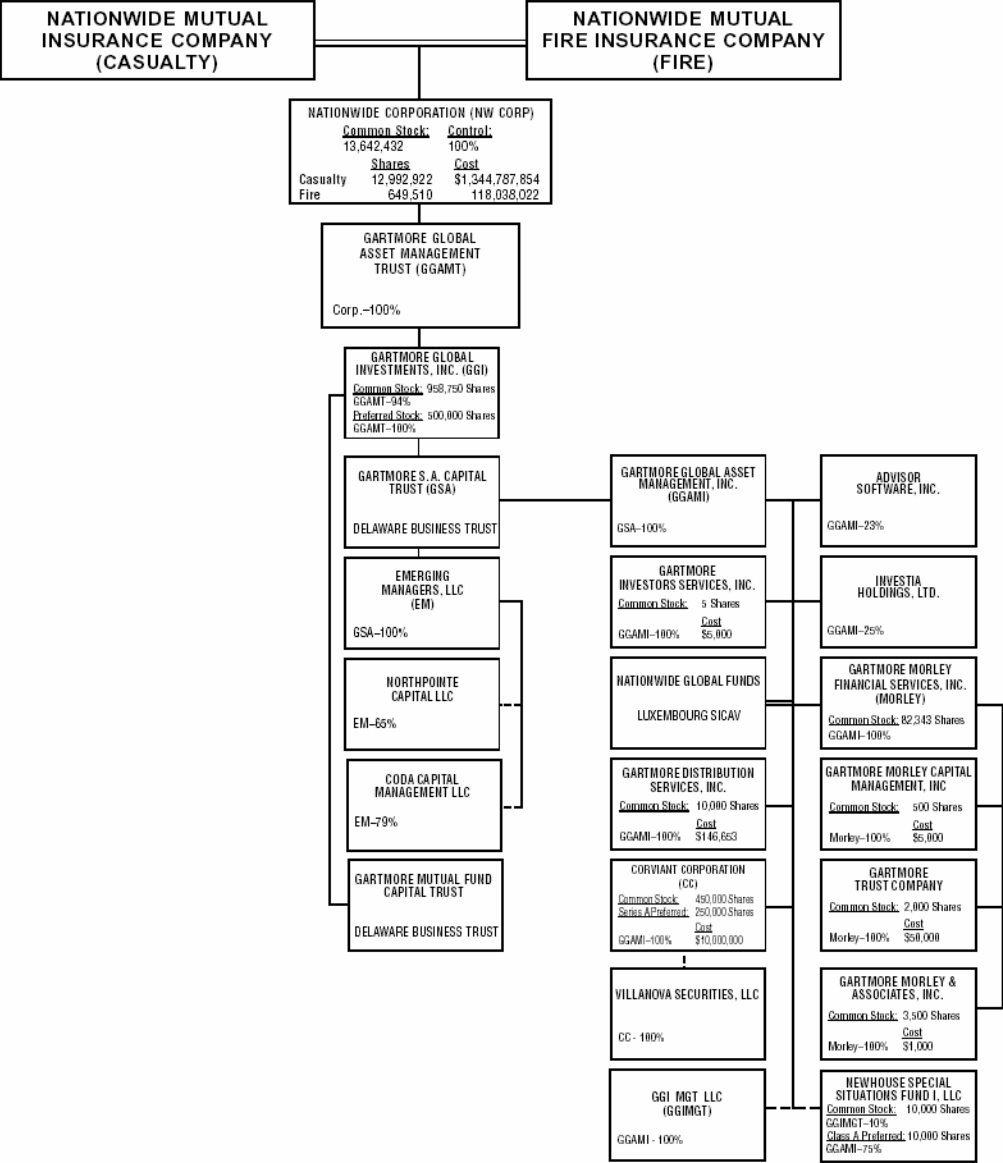 NATIONWIDE MUTUAL
INSURANCE COMPANY
(CASUALTY)
NATIONWIDE MUTUAL
FIRE INSURANCE COMPANY
(FIRE)
NATIONWIDE CORPORATION (NW CORP)
Common Stock: Control:
13,642,432 100%
Shares Cost
Casualty 12,992,922 $1,344,787,854
Fire 649,510 118,038,022
GARTMORE GLOBAL
ASSET MANAGEMENT
TRUST (GGAMT)
Corp.–100%
GARTMORE GLOBAL
INVESTMENTS, INC. (GGI)
Common Stock: 958,750 Shares
GGAMT–94%
Preferred Stock: 500,000 Shares
GGAMT–100%
GARTMORE S.A. CAPITAL
TRUST (GSA)
DELAWARE BUSINESS TRUST
EMERGING
MANAGERS, LLC
(EM)
GSA–100%
NORTHPOINTE
CAPITAL LLC
EM–65%
CODA CAPITAL
MANAGEMENT LLC
EM–79%
GARTMORE MUTUAL FUND
CAPITAL TRUST
DELAWARE BUSINESS TRUST
GARTMORE GLOBAL ASSET
MANAGEMENT, INC.
(GGAMI)
GSA–100%
GARTMORE
INVESTORS SERVICES, INC.
Common Stock: 5 Shares
Cost
GGAMI–100% $5,000
NATIONWIDE GLOBAL FUNDS
LUXEMBOURG SICAV
GARTMORE DISTRIBUTION
SERVICES, INC.
Common Stock: 10,000 Shares
Cost
GGAMI–100% $146,653
CORVIANT CORPORATION
(CC)
Common Stock: 450,000 Shares
Series A Preferred: 250,000 Shares
Cost
GGAMI–100% $10,000,000
VILLANOVA SECURITIES, LLC
CC - 100%
GGI MGT LLC
(GGIMGT)
GGAMI - 100%
ADVISOR
SOFTWARE, INC.
GGAMI–23%
INVESTIA
HOLDINGS, LTD.
GGAMI–25%
GARTMORE MORLEY
FINANCIAL SERVICES, INC.
(MORLEY)
Common Stock: 82,343 Shares
GGAMI–100%
GARTMORE MORLEY CAPITAL
MANAGEMENT, INC
Common Stock: 500 Shares
Cost
Morley–100% $5,000
GARTMORE
TRUST COMPANY
Common Stock: 2,000 Shares
Cost
Morley–100% $50,000
GARTMORE MORLEY &
ASSOCIATES, INC.
Common Stock: 3,500 Shares
Cost
Morley–100% $1,000
NEWHOUSE SPECIAL
SITUATIONS FUND I, LLC
Common Stock: 10,000 Shares
GGIMGT–10%
Class A Preferred: 10,000 Shares
GGAMI–75%